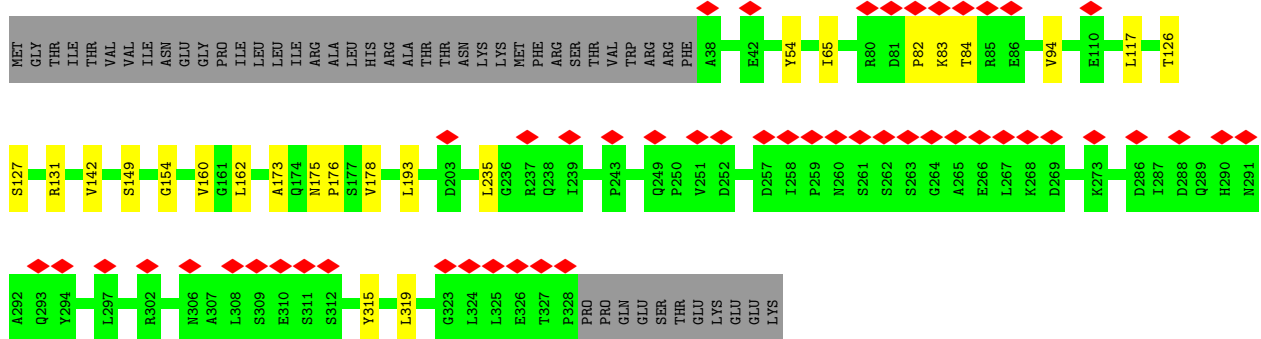 MET GLY THR ILE THR VAL VAL ILE ASN GLU GLY PRO ILE LEU LEU ILE ARG ALA LEU HIS ARG ALA THR THR ASN LYS LYS MET PHE ARG SER THR VAL TRP ARG ARG PHE A38 E42 Y54 I65 R80 D81 P82 K83 T84 R85 E86 V94 E110 L117 T126
S127 R131 V142 S149 G154 V160 G161 L162 A173 Q174 N175 P176 S177 V178 L193 D203 L235 G236 R237 Q238 I239 P243 Q249 P250 V251 D252 D257 I258 P259 N260 S261 S262 S263 G264 A265 E266 L267 K268 D269 K273 D286 I287 D288 Q289 H290 N291
A292 Q293 Y294 L297 R302 N306 A307 L308 S309 E310 S311 S312 Y315 L319 G323 L324 L325 E326 T327 P328 PRO PRO GLN GLU SER THR GLU LYS GLU GLU LYS